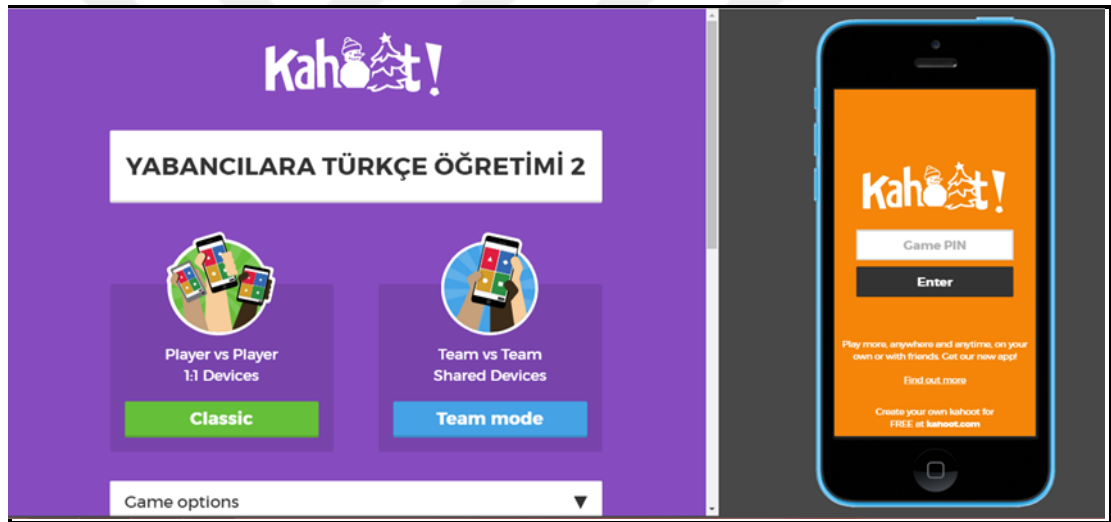 Kahoot!
YABANCILARA TÜRKÇE ÖĞRETİMİ 2
Player vs Player
1:1 Devices
Classic
Team vs Team
Shared Devices
Team mode
Game options
Kahoot!
Game PIN
Enter
Play more, anywhere and anytime, on your
own or with friends. Get our new app!
Find out more
Create your own kahoot for
FREE at kahoot.com